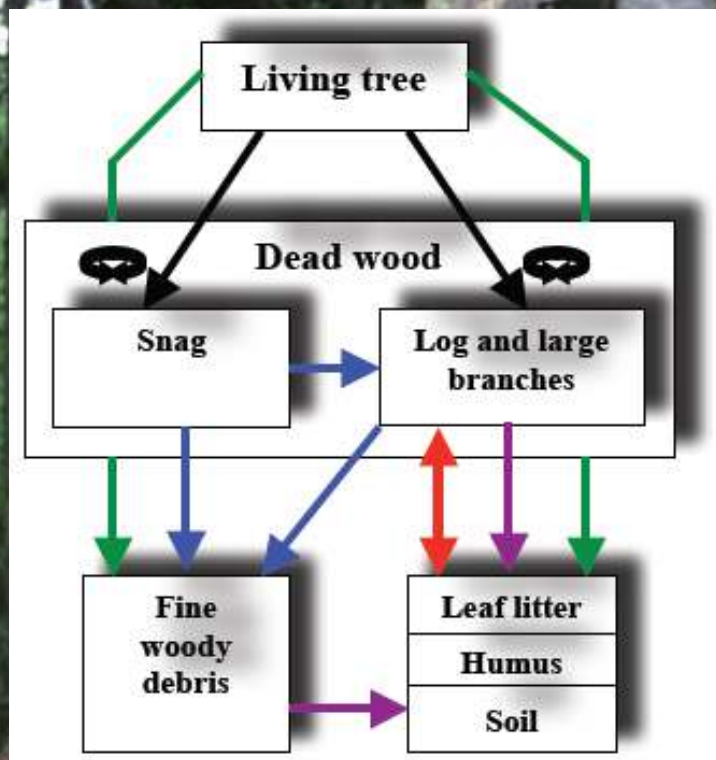 Living tree
Dead wood
Snag
Log and large
branches
Fine
woody
debris
Leaf litter
Humus
Soil